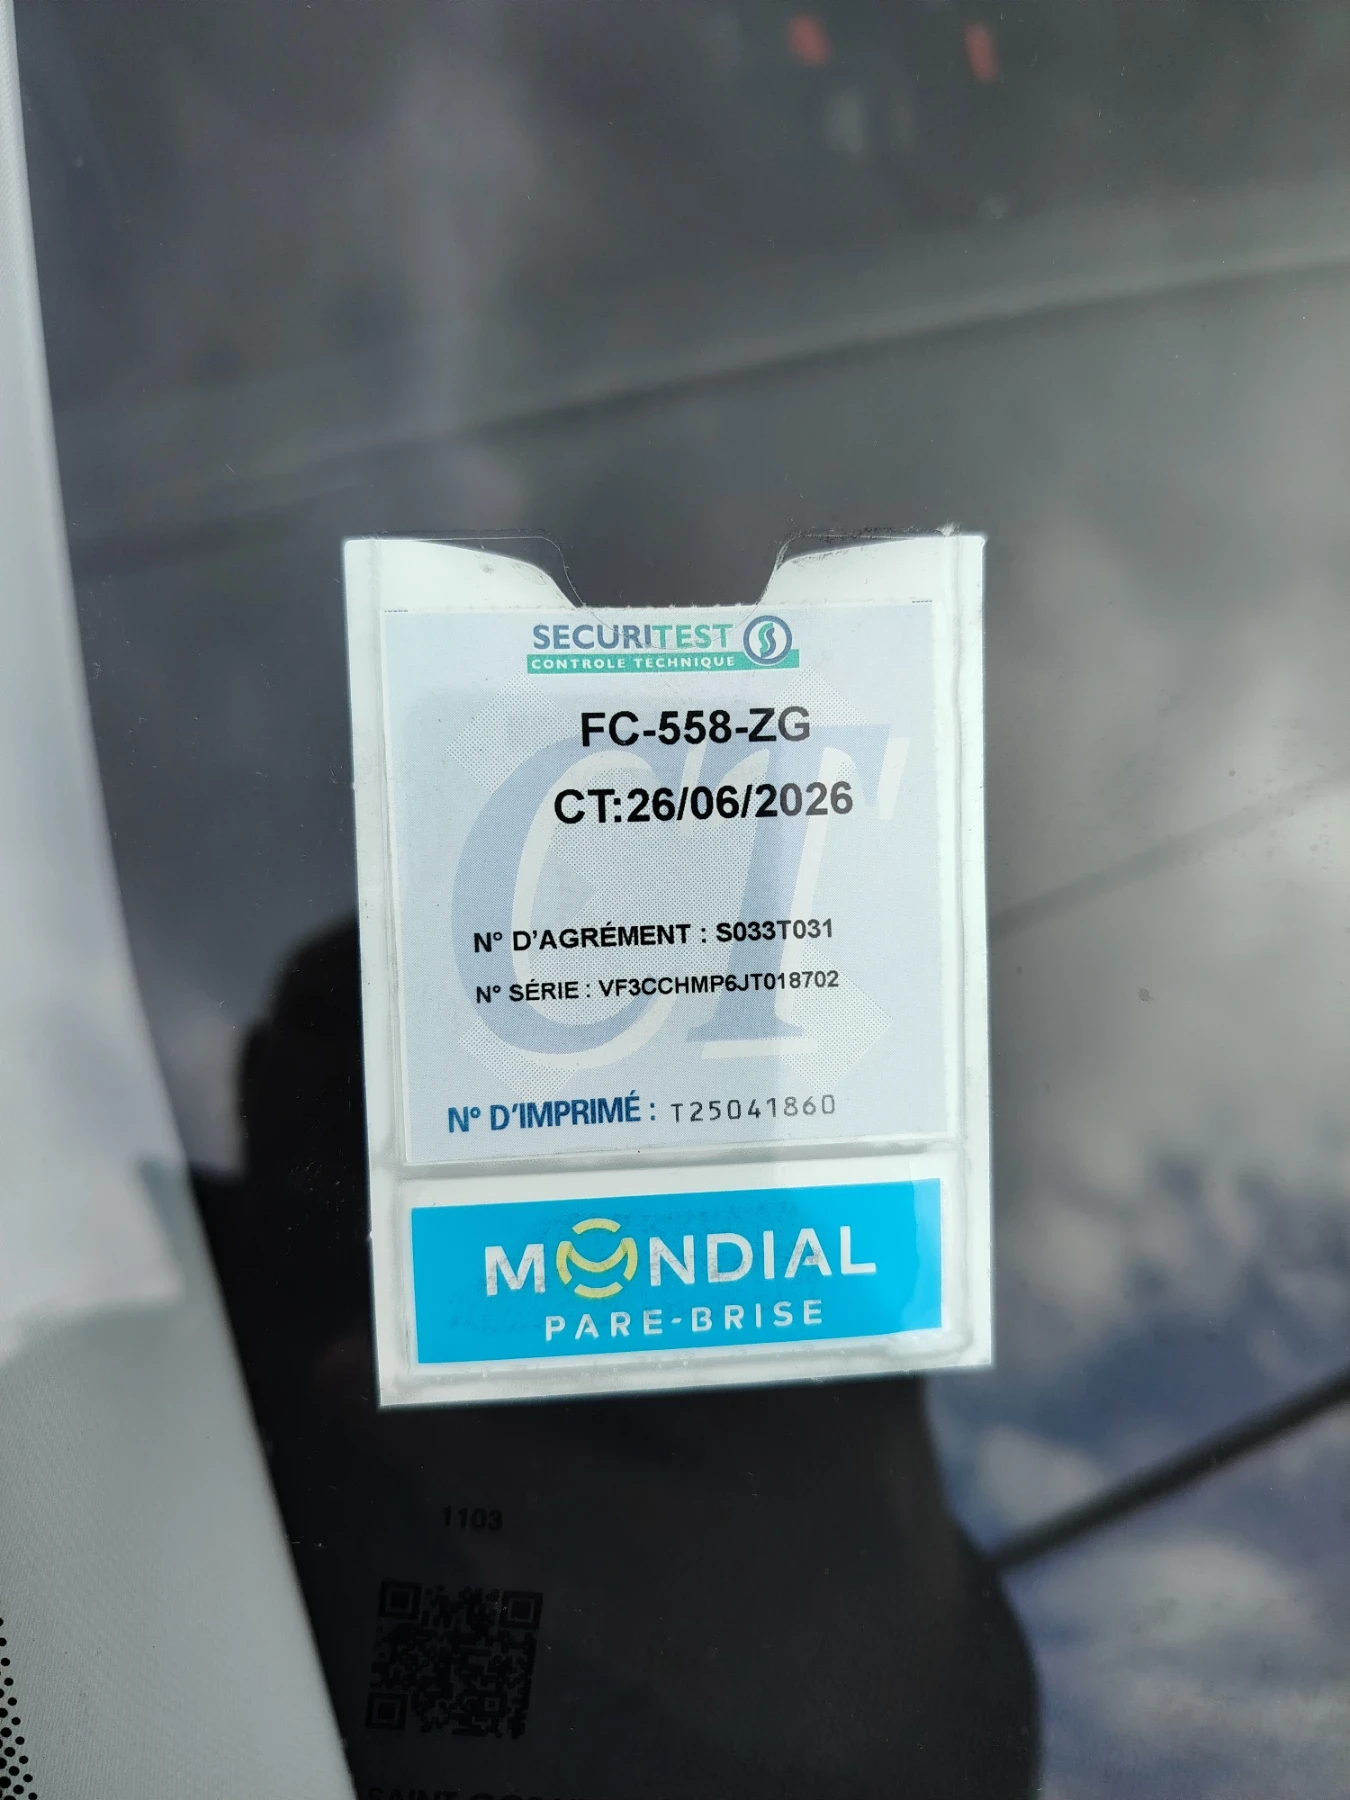 SECURITEST
CONTROLE TECHNIQUE
FC-558-ZG
CT:26/06/2026
N° D'AGRÉMENT : S033T031
N° SÉRIE : VF3CCHMP6JT018702
N° D'IMPRIMÉ : T25041860
MONDIAL
PARE-BRISE
1103